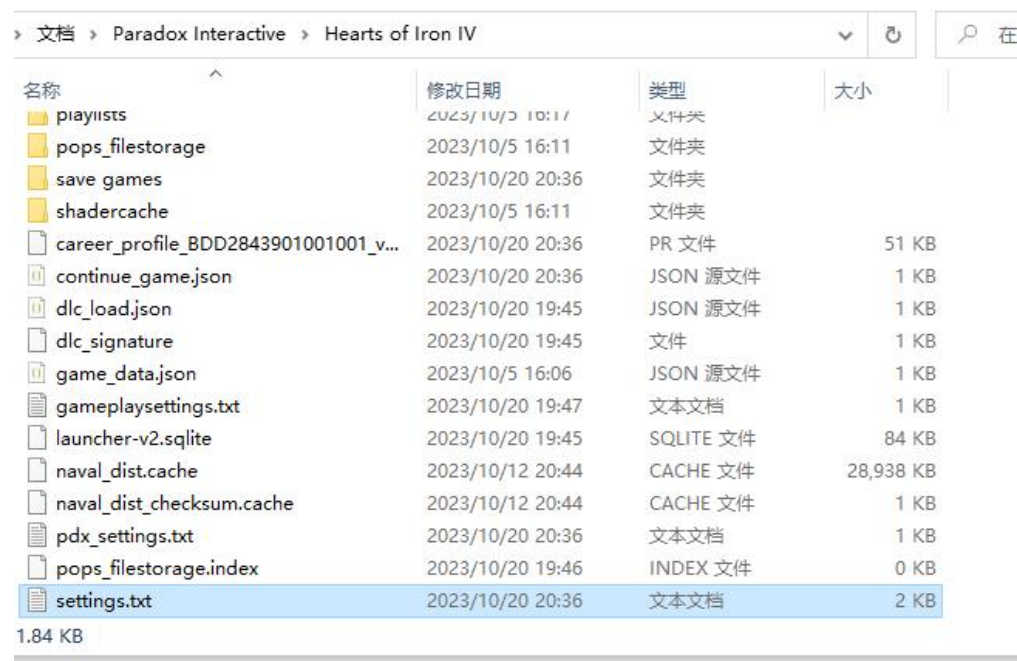 › 文档 › Paradox Interactive › Hearts of Iron IV 在
名称 修改日期 类型 大小
playlists 2023/10/5 16:17 文件夹
pops_filestorage 2023/10/5 16:11 文件夹
save games 2023/10/20 20:36 文件夹
shadercache 2023/10/5 16:11 文件夹
career_profile_BDD2843901001001_v... 2023/10/20 20:36 PR 文件 51 KB
continue_game.json 2023/10/20 20:36 JSON 源文件 1 KB
dlc_load.json 2023/10/20 19:45 JSON 源文件 1 KB
dlc_signature 2023/10/20 19:45 文件 1 KB
game_data.json 2023/10/5 16:06 JSON 源文件 1 KB
gameplaysettings.txt 2023/10/20 19:47 文本文档 1 KB
launcher-v2.sqlite 2023/10/20 19:45 SQLITE 文件 84 KB
naval_dist.cache 2023/10/12 20:44 CACHE 文件 28,938 KB
naval_dist_checksum.cache 2023/10/12 20:44 CACHE 文件 1 KB
pdx_settings.txt 2023/10/20 20:36 文本文档 1 KB
pops_filestorage.index 2023/10/20 19:46 INDEX 文件 0 KB
settings.txt 2023/10/20 20:36 文本文档 2 KB
1.84 KB